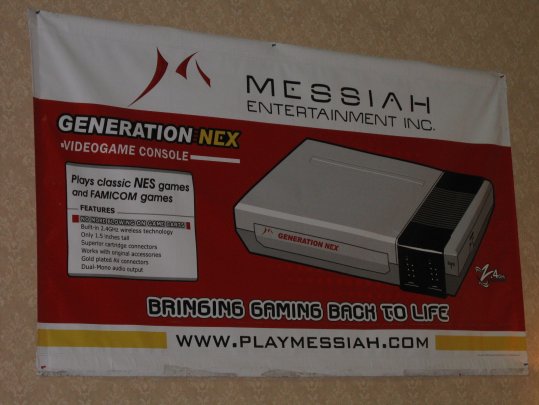 MESSIAH
ENTERTAINMENT INC.
GENERATION NEX
VIDEOGAME CONSOLE
Plays classic NES games
and FAMICOM games
FEATURES
NO MORE BLOWING ON GAME CARTS
Built-in 2.4GHz wireless technology
Only 1.5 inches tall
Superior cartridge connectors
Works with original accessories
Gold plated AV connectors
Dual-Mono audio output
GENERATION NEX
BRINGING GAMING BACK TO LIFE
WWW.PLAYMESSIAH.COM